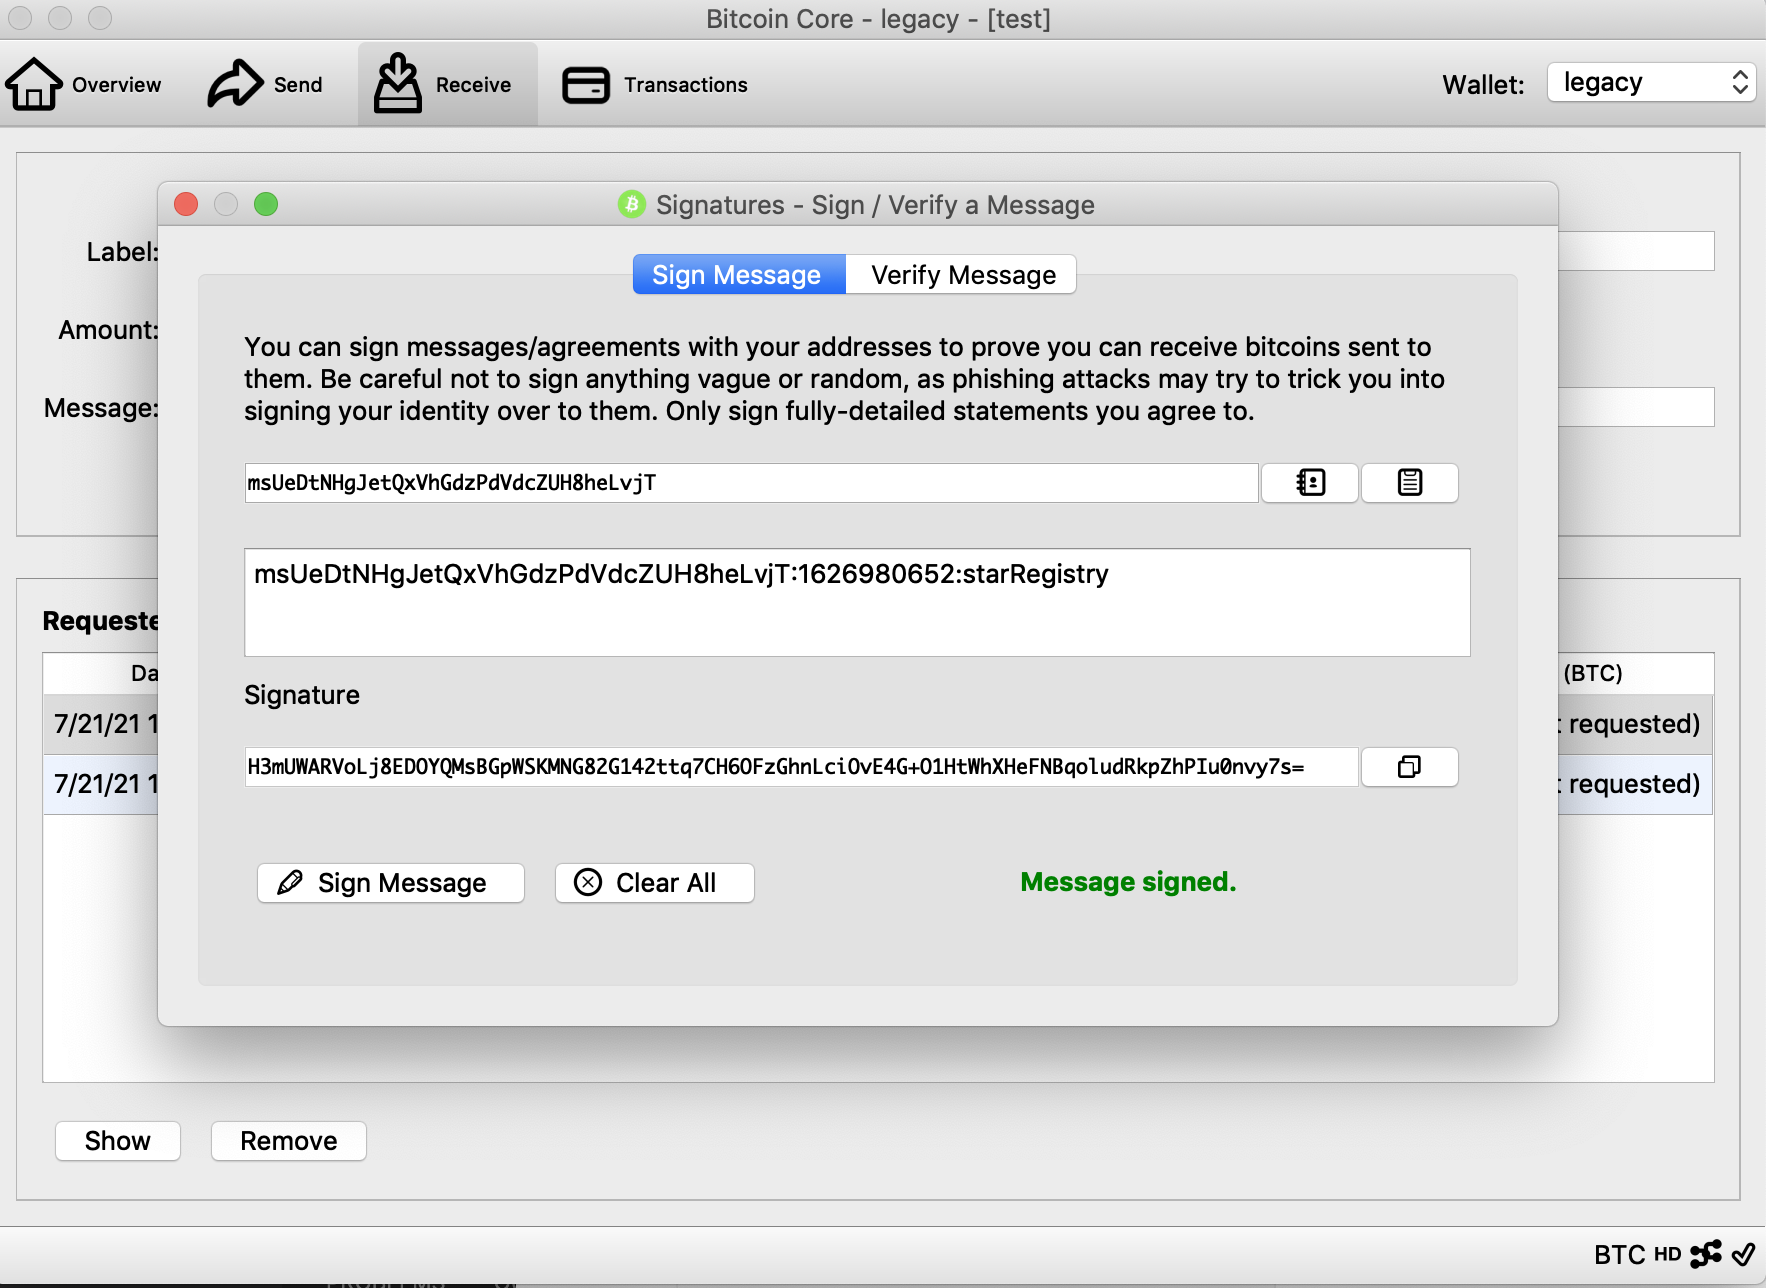 Bitcoin Core - legacy - [test]
Overview
Send
Receive
Transactions
Wallet:
legacy
Signatures - Sign / Verify a Message
Label:
Sign Message
Verify Message
Amount:
You can sign messages/agreements with your addresses to prove you can receive bitcoins sent to
them. Be careful not to sign anything vague or random, as phishing attacks may try to trick you into
signing your identity over to them. Only sign fully-detailed statements you agree to.
Message:
msUeDtNHgJetQxVhGdzPdVdcZUH8heLvjT
msUeDtNHgJetQxVhGdzPdVdcZUH8heLvjT:1626980652:starRegistry
Requeste
Da
(BTC)
Signature
7/21/21 1
t requested)
H3mUWARVoLj8EDOYQMsBGpWSKMNG82G142ttq7CH6OFzGhnLciOvE4G+O1HtWhXHeFNBqoludRkpZhPIu0nvy7s=
7/21/21 1
t requested)
Sign Message
Clear All
Message signed.
Show
Remove
BTC HD